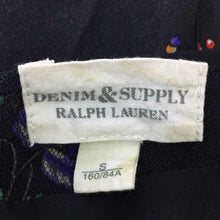 DENIM & SUPPLY
RALPH LAUREN
S
160/84A